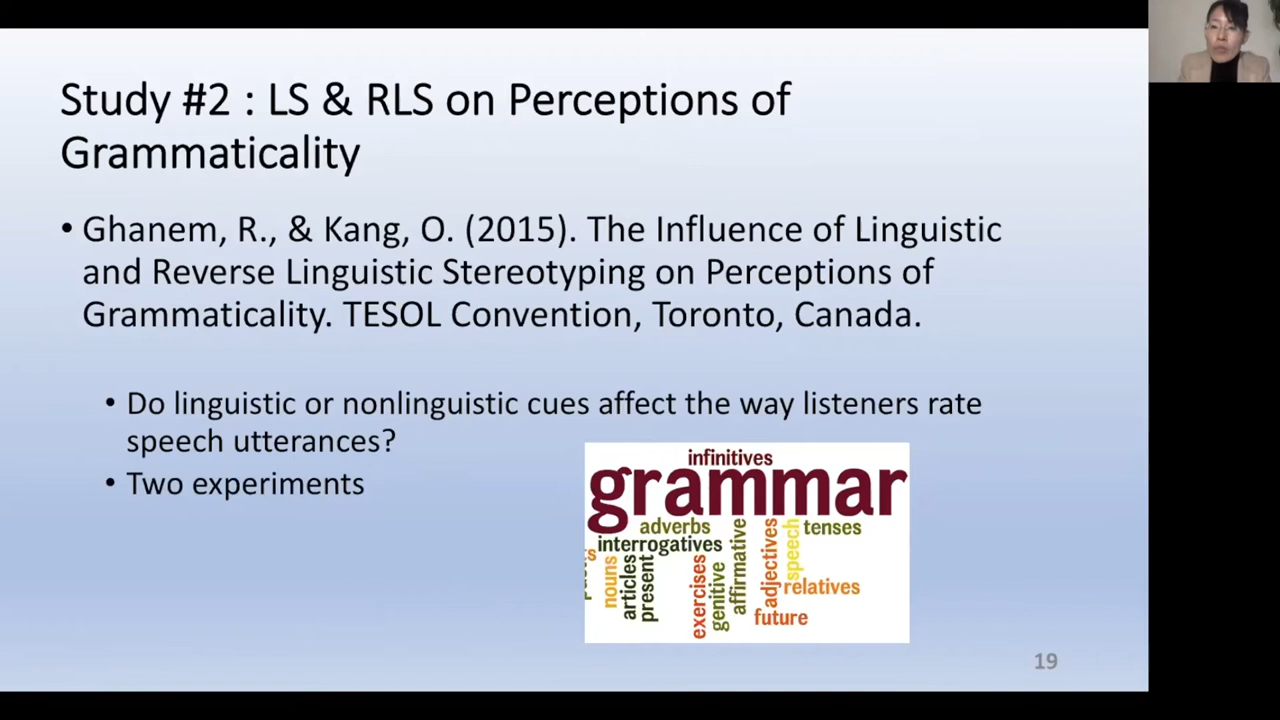 Study #2 : LS & RLS on Perceptions of
Grammaticality
• Ghanem, R., & Kang, O. (2015). The Influence of Linguistic
and Reverse Linguistic Stereotyping on Perceptions of
Grammaticality. TESOL Convention, Toronto, Canada.
• Do linguistic or nonlinguistic cues affect the way listeners rate
speech utterances?
• Two experiments
infinitives
grammar
adverbs
tenses
interrogatives
nouns
articles
present
exercises
genitive
affirmative
adjectives
speech
relatives
future
19